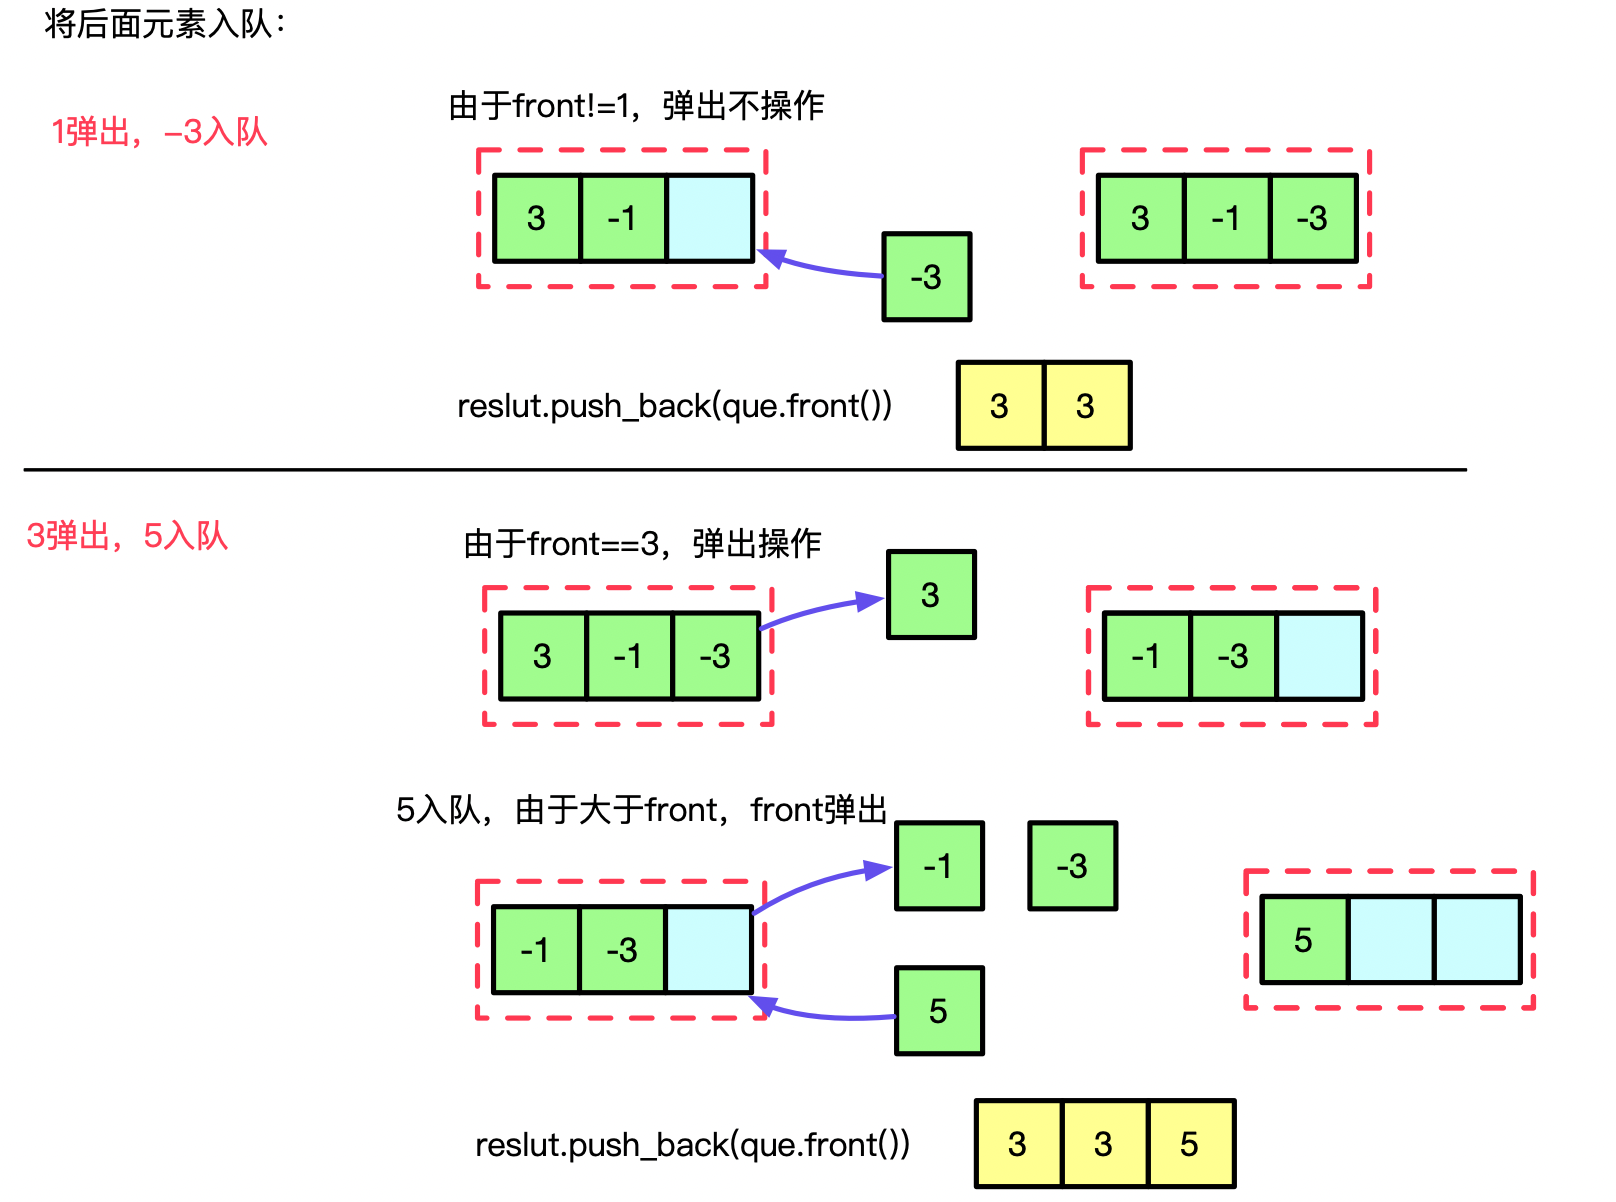 将后面元素入队：
由于front!=1，弹出不操作
1弹出，-3入队
3 -1
3 -1 -3
-3
reslut.push_back(que.front())
3 3
3弹出，5入队
由于front==3，弹出操作
3
3 -1 -3
-1 -3
5入队，由于大于front，front弹出
-1 -3
-1 -3
5
5
reslut.push_back(que.front())
3 3 5